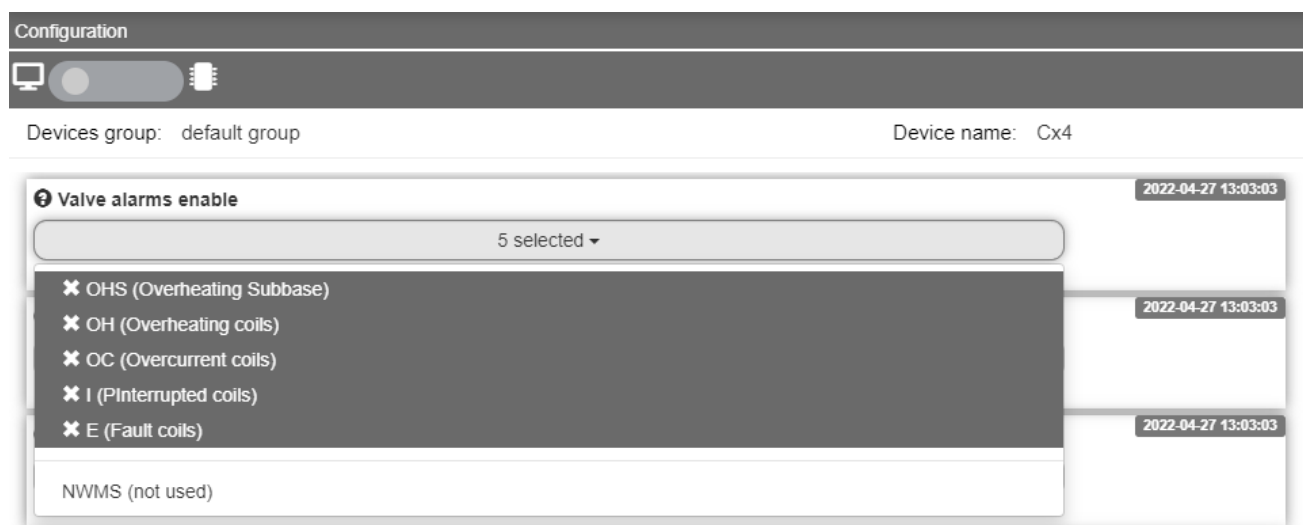 Configuration
Devices group: default group Device name: Cx4
Valve alarms enable 2022-04-27 13:03:03
5 selected
OHS (Overheating Subbase)
2022-04-27 13:03:03
OH (Overheating coils)
OC (Overcurrent coils)
I (PInterrupted coils)
E (Fault coils) 2022-04-27 13:03:03
NWMS (not used)